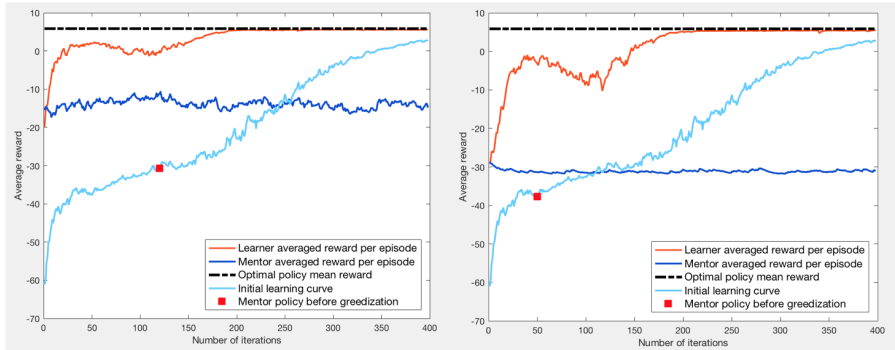 10
0
-10
-20
-30
-40
-50
-60
-70
Average reward
0
50
100
150
200
250
300
350
400
Number of iterations
Learner averaged reward per episode
Mentor averaged reward per episode
Optimal policy mean reward
Initial learning curve
Mentor policy before greedization
10
0
-10
-20
-30
-40
-50
-60
-70
Average reward
0
50
100
150
200
250
300
350
400
Number of iterations
Learner averaged reward per episode
Mentor averaged reward per episode
Optimal policy mean reward
Initial learning curve
Mentor policy before greedization